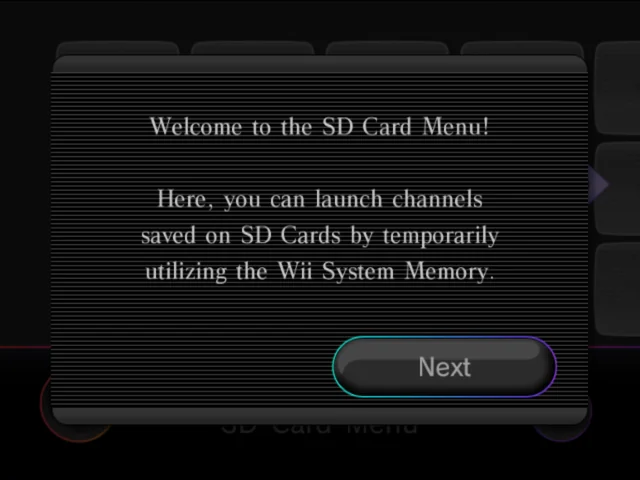 Welcome to the SD Card Menu!
Here, you can launch channels
saved on SD Cards by temporarily
utilizing the Wii System Memory.
Next
SD Card Menu